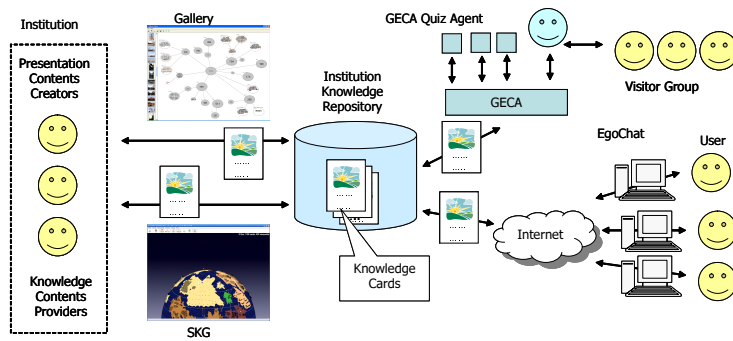 Institution
Presentation
Contents
Creators
Knowledge
Contents
Providers
Gallery
SKG
Institution
Knowledge
Repository
Knowledge
Cards
GECA Quiz Agent
GECA
Visitor Group
EgoChat
User
Internet